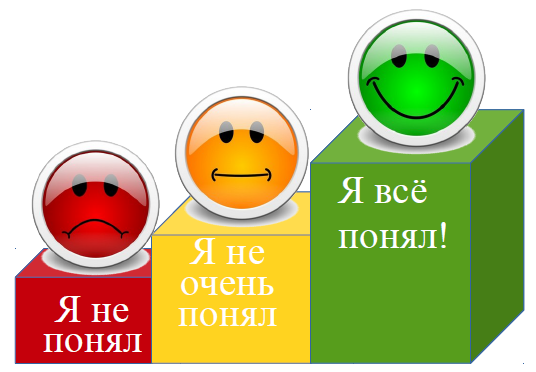 Я не
понял
Я не
очень
понял
Я всё
понял!